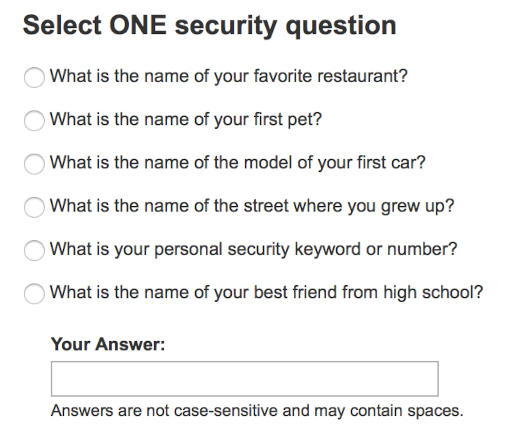 Select ONE security question
What is the name of your favorite restaurant?
What is the name of your first pet?
What is the name of the model of your first car?
What is the name of the street where you grew up?
What is your personal security keyword or number?
What is the name of your best friend from high school?
Your Answer:
Answers are not case-sensitive and may contain spaces.